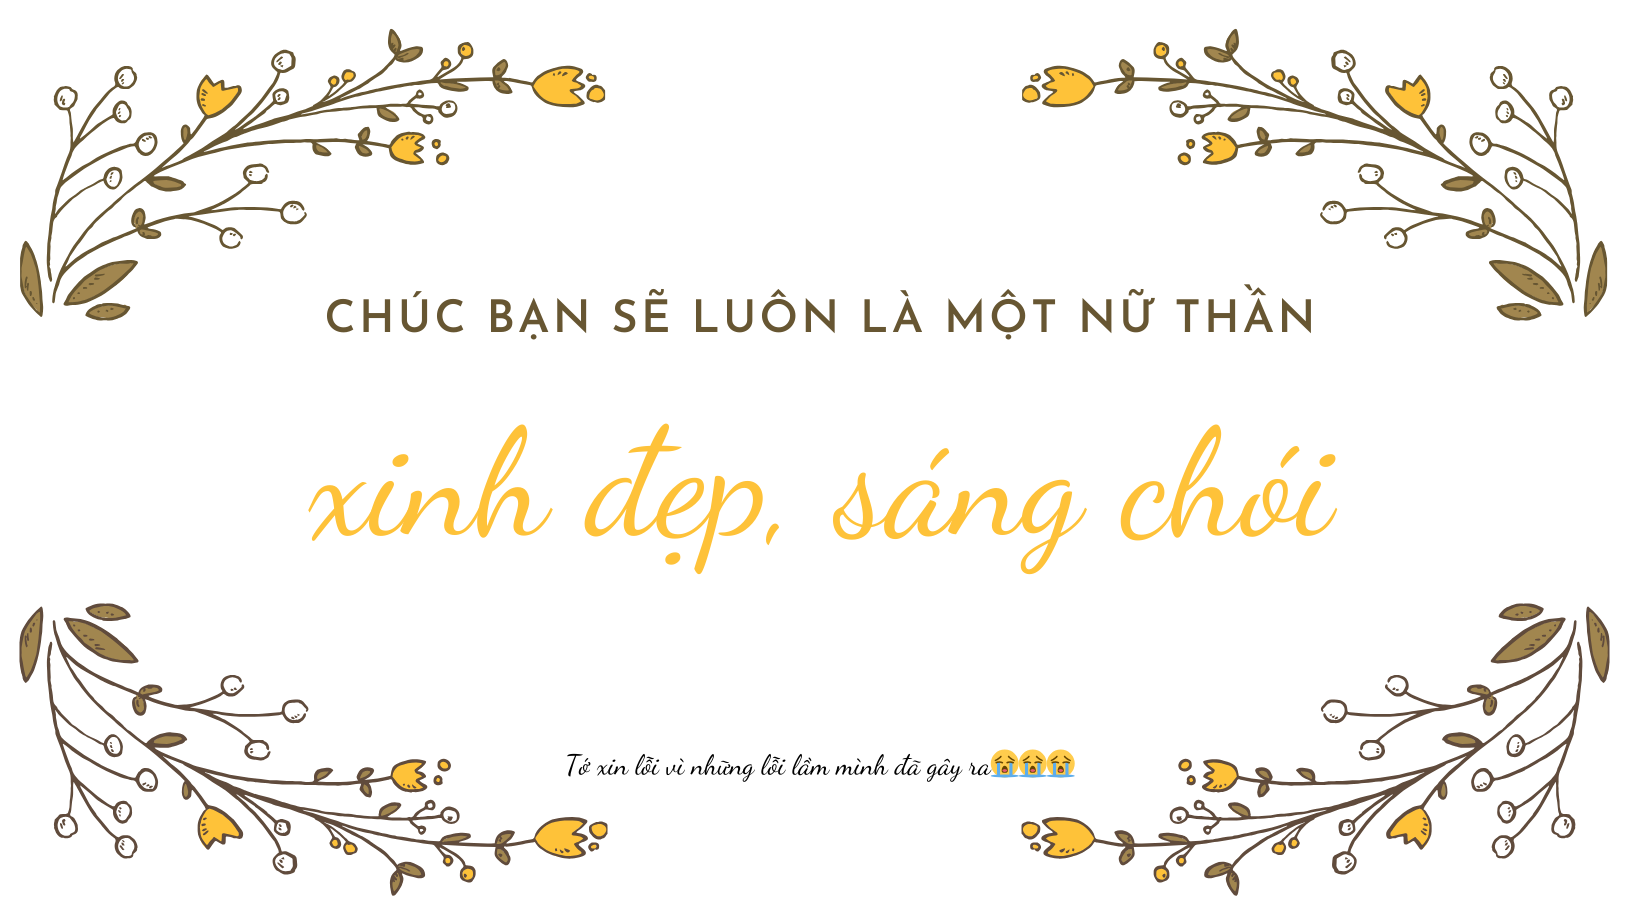 CHÚC BẠN SẼ LUÔN LÀ MỘT NỮ THẦN
xinh đẹp, sáng chói
Tớ xin lỗi vì những lỗi lầm mình đã gây ra😭😭😭